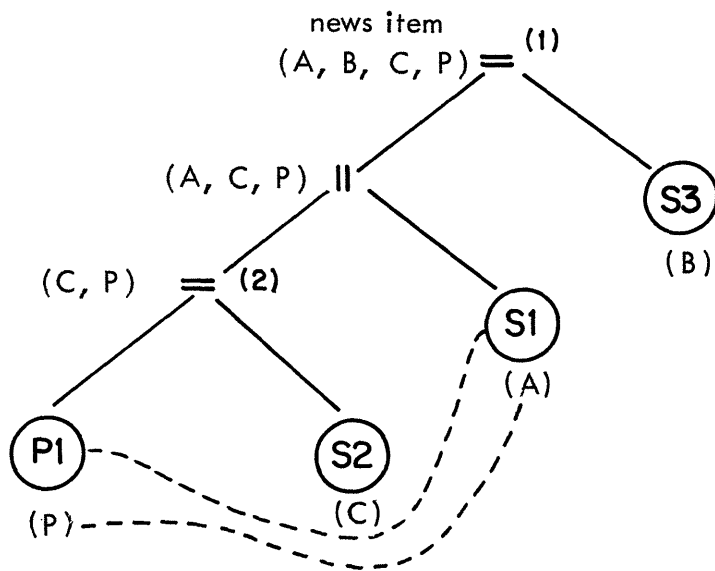 news item
(A, B, C, P) = (1)
(A, C, P) ||
S3
(B)
(C, P) = (2)
S1
(A)
P1
S2
(P)
(C)